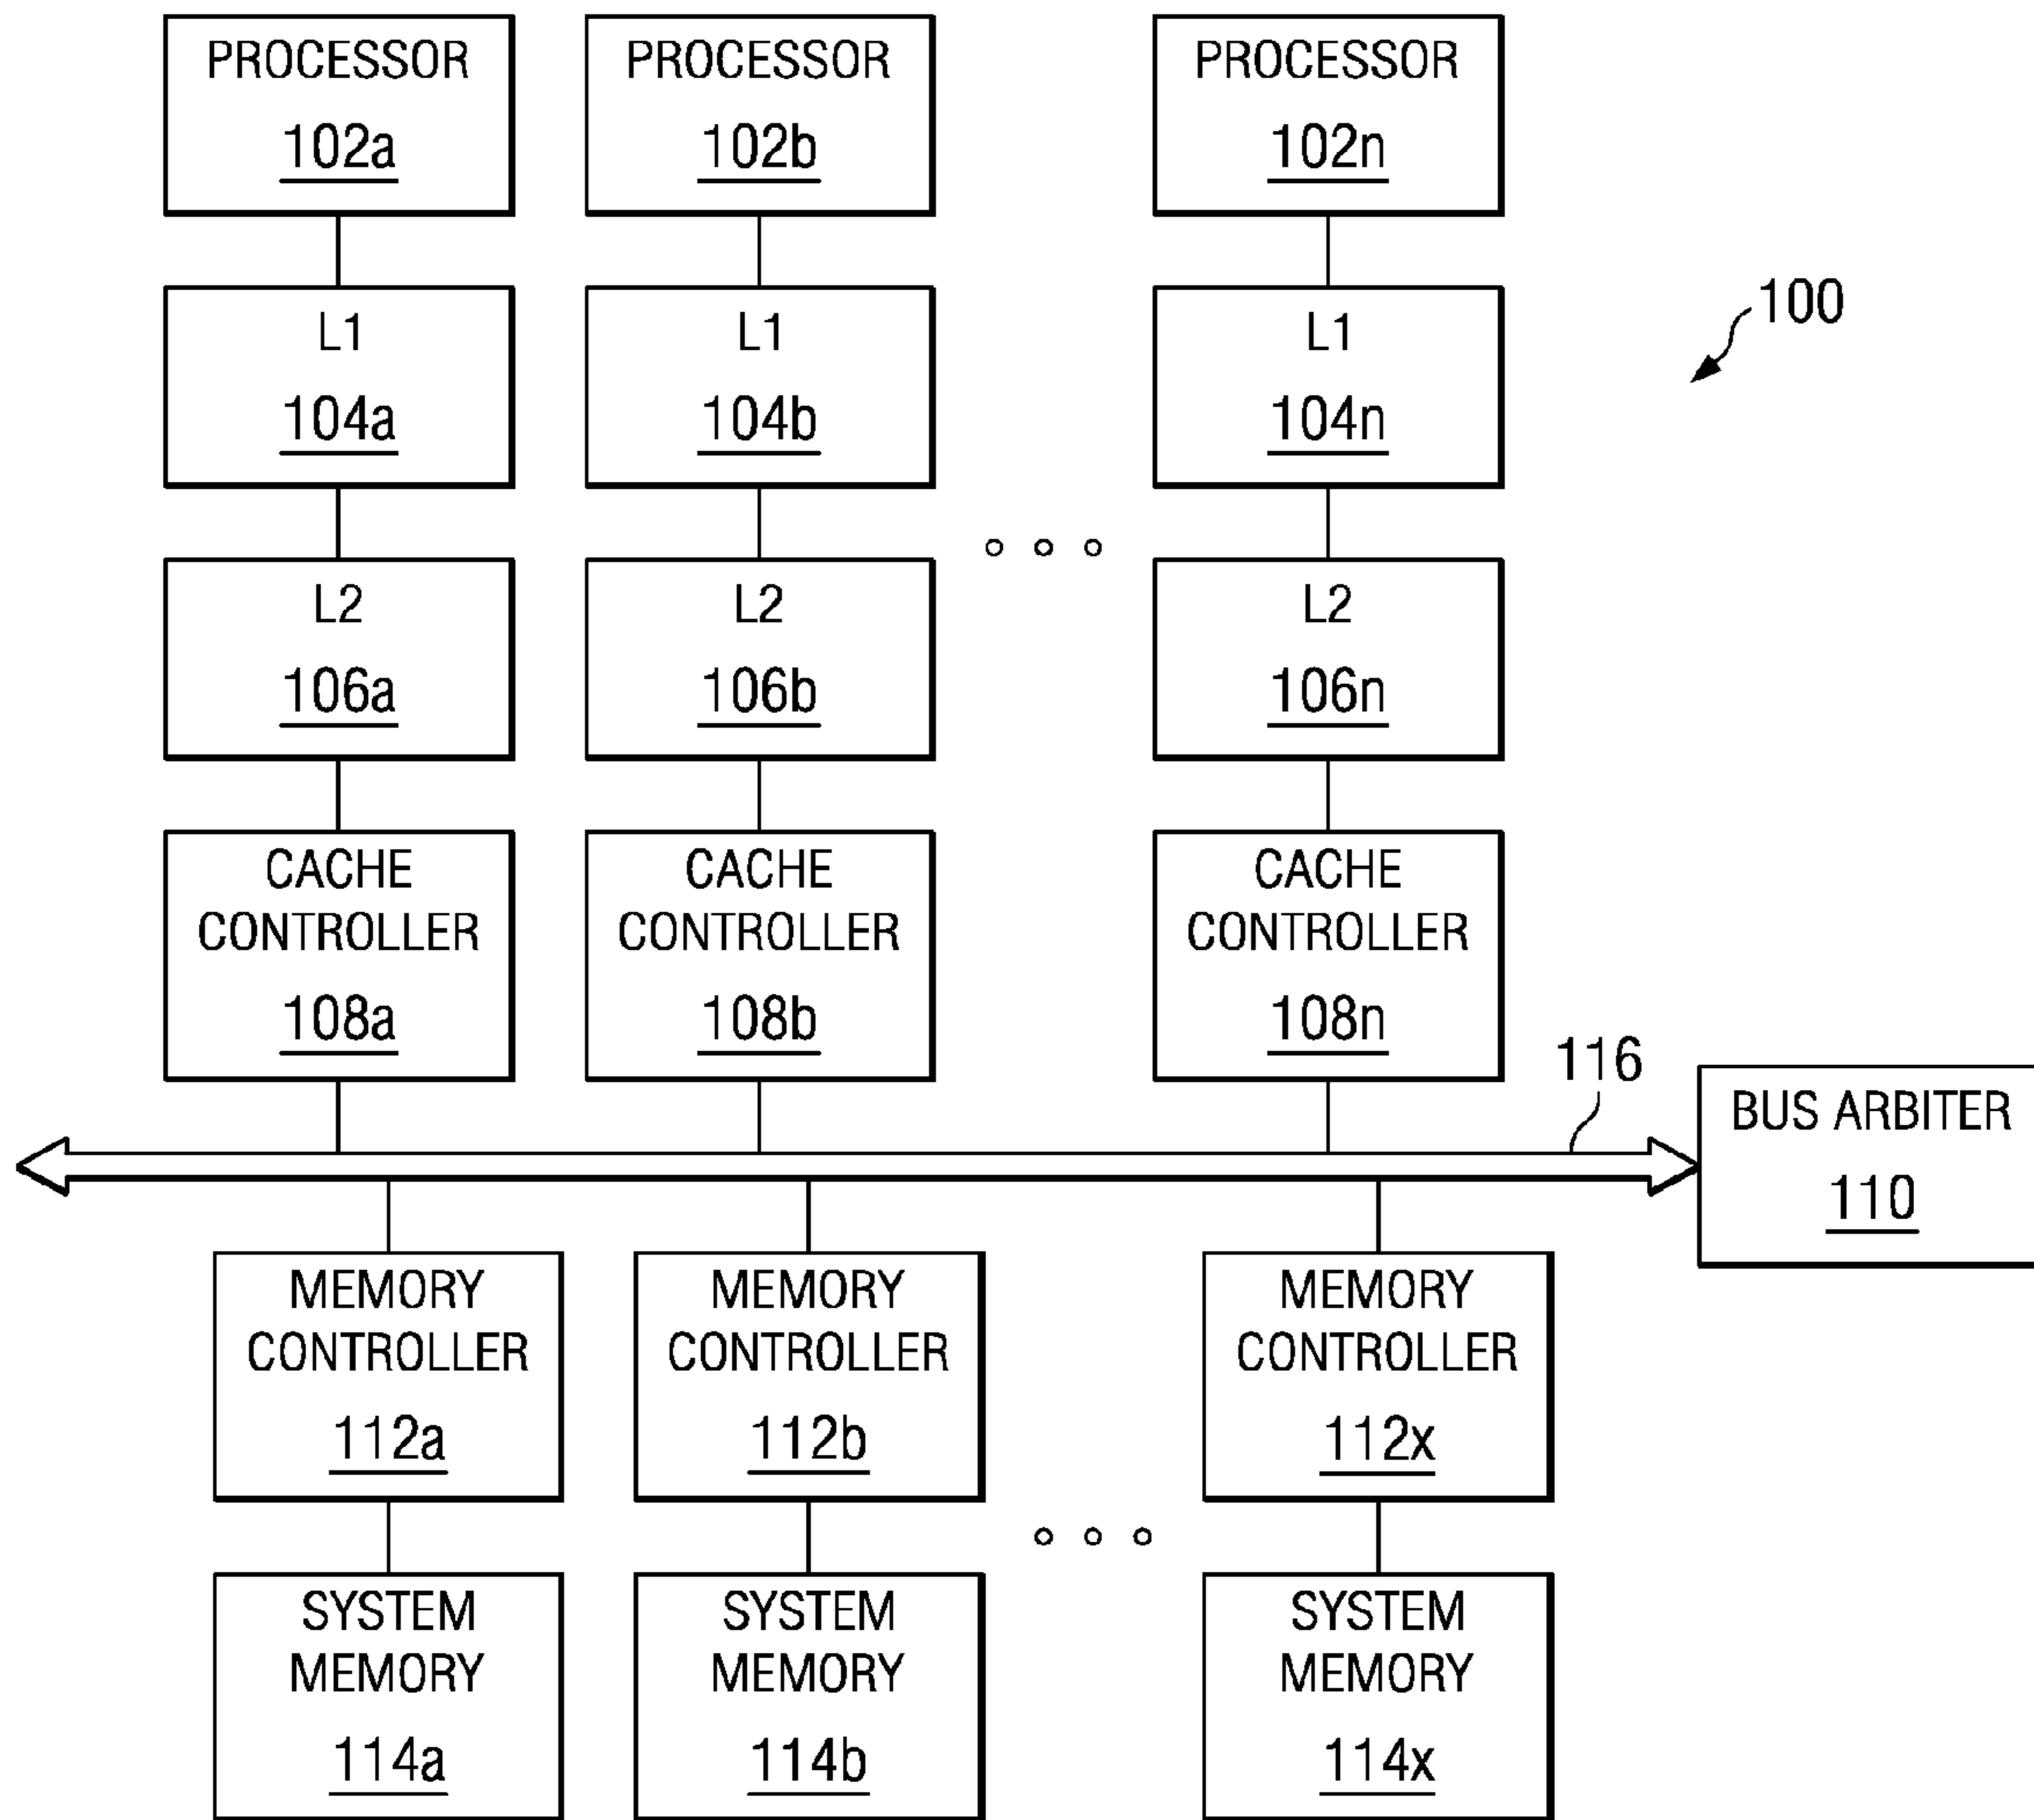 PROCESSOR
102a
PROCESSOR
102b
PROCESSOR
102n
L1
104a
L1
104b
L1
104n
100
L2
106a
L2
106b
L2
106n
CACHE
CONTROLLER
108a
CACHE
CONTROLLER
108b
CACHE
CONTROLLER
108n
116
BUS ARBITER
110
MEMORY
CONTROLLER
112a
MEMORY
CONTROLLER
112b
MEMORY
CONTROLLER
112x
SYSTEM
MEMORY
114a
SYSTEM
MEMORY
114b
SYSTEM
MEMORY
114x